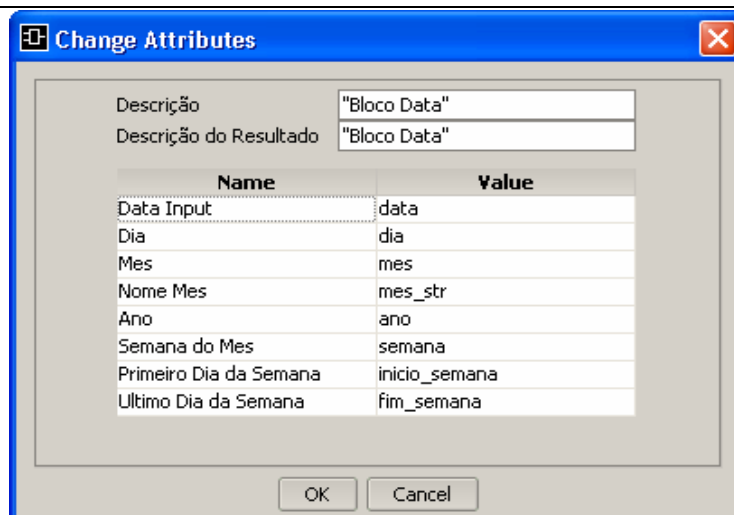 Change Attributes
Descrição "Bloco Data"
Descrição do Resultado "Bloco Data"
Name Value
Data Input data
Dia dia
Mes mes
Nome Mes mes_str
Ano ano
Semana do Mes semana
Primeiro Dia da Semana inicio_semana
Ultimo Dia da Semana fim_semana
OK Cancel